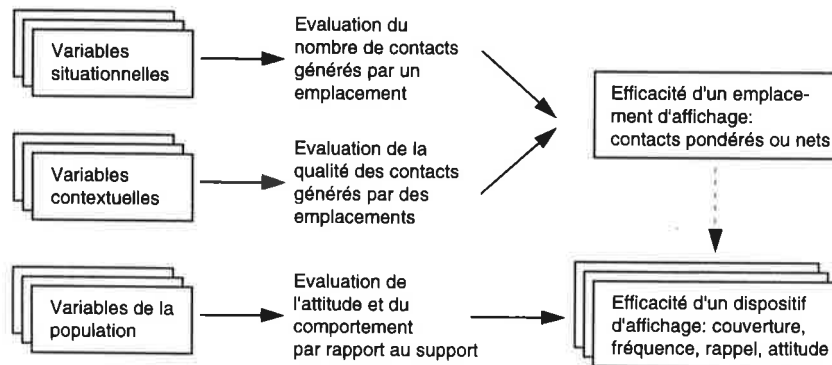 Variables
situationnelles
Evaluation du
nombre de contacts
générés par un
emplacement
Variables
contextuelles
Evaluation de la
qualité des contacts
générés par des
emplacements
Efficacité d'un emplace-
ment d'affichage:
contacts pondérés ou nets
Variables de la
population
Evaluation de
l'attitude et du
comportement
par rapport au support
Efficacité d'un dispositif
d'affichage: couverture,
fréquence, rappel, attitude